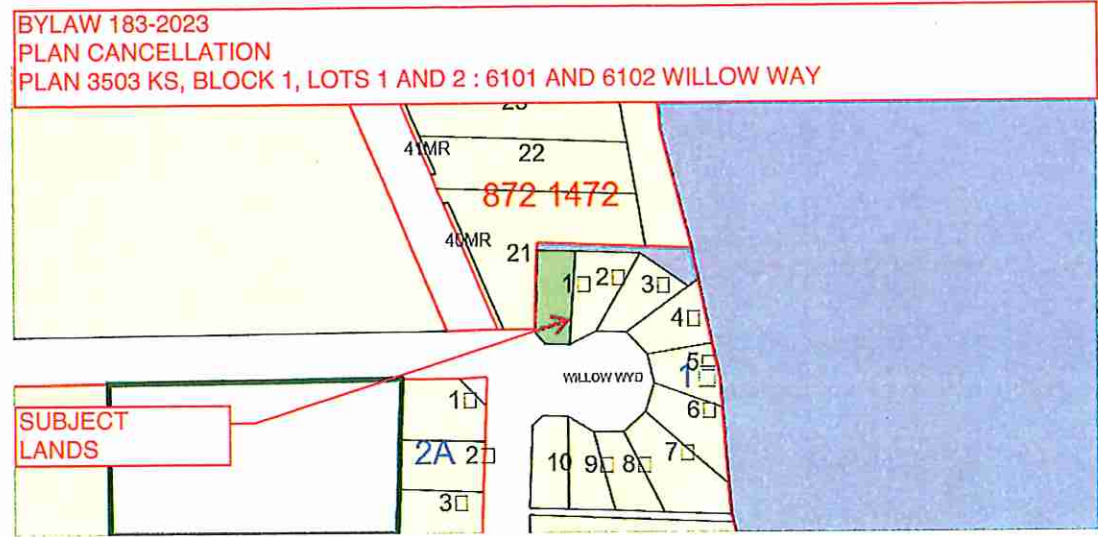 BYLAW 183-2023
PLAN CANCELLATION
PLAN 3503 KS, BLOCK 1, LOTS 1 AND 2 : 6101 AND 6102 WILLOW WAY
41MR
22
872 1472
40MR
21
1
2
3
4
5
1
6
7
8
9
10
WILLOW WYD
SUBJECT
LANDS
1
2A
2
3